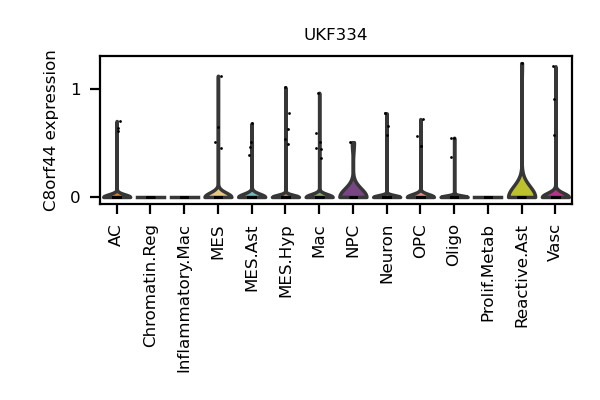 UKF334
C8orf44 expression
1
0
AC
Chromatin.Reg
Inflammatory.Mac
MES
MES.Ast
MES.Hyp
Mac
NPC
Neuron
OPC
Oligo
Prolif.Metab
Reactive.Ast
Vasc